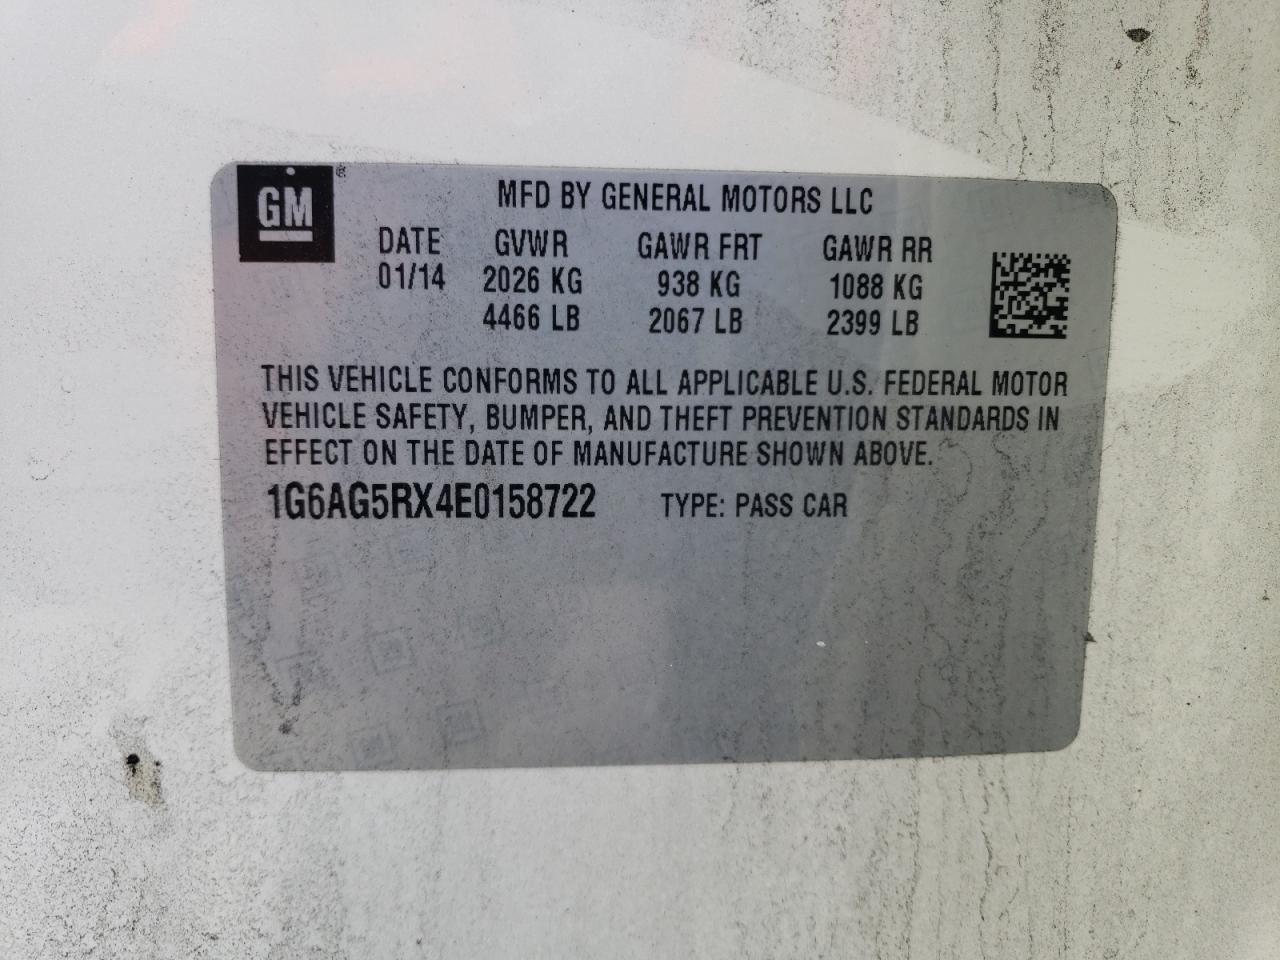 GM ®
MFD BY GENERAL MOTORS LLC
DATE GVWR GAWR FRT GAWR RR
01/14 2026 KG 938 KG 1088 KG
4466 LB 2067 LB 2399 LB
THIS VEHICLE CONFORMS TO ALL APPLICABLE U.S. FEDERAL MOTOR
VEHICLE SAFETY, BUMPER, AND THEFT PREVENTION STANDARDS IN
EFFECT ON THE DATE OF MANUFACTURE SHOWN ABOVE.
1G6AG5RX4E0158722 TYPE: PASS CAR